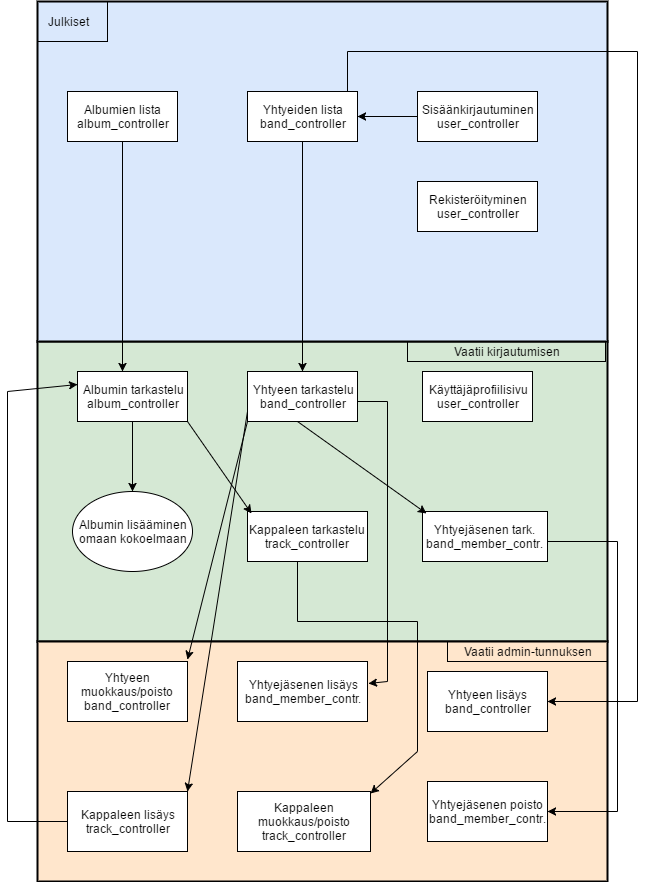 Julkiset
Albumien lista
album_controller
Yhtyeiden lista
band_controller
Sisäänkirjautuminen
user_controller
Rekisteröityminen
user_controller
Vaatii kirjautumisen
Albumin tarkastelu
album_controller
Yhtyeen tarkastelu
band_controller
Käyttäjäprofiilisivu
user_controller
Albumin lisääminen
omaan kokoelmaan
Kappaleen tarkastelu
track_controller
Yhtyejäsenen tark.
band_member_contr.
Vaatii admin-tunnuksen
Yhtyeen
muokkaus/poisto
band_controller
Yhtyejäsenen lisäys
band_member_contr.
Yhtyeen lisäys
band_controller
Kappaleen lisäys
track_controller
Kappaleen
muokkaus/poisto
track_controller
Yhtyejäsenen poisto
band_member_contr.